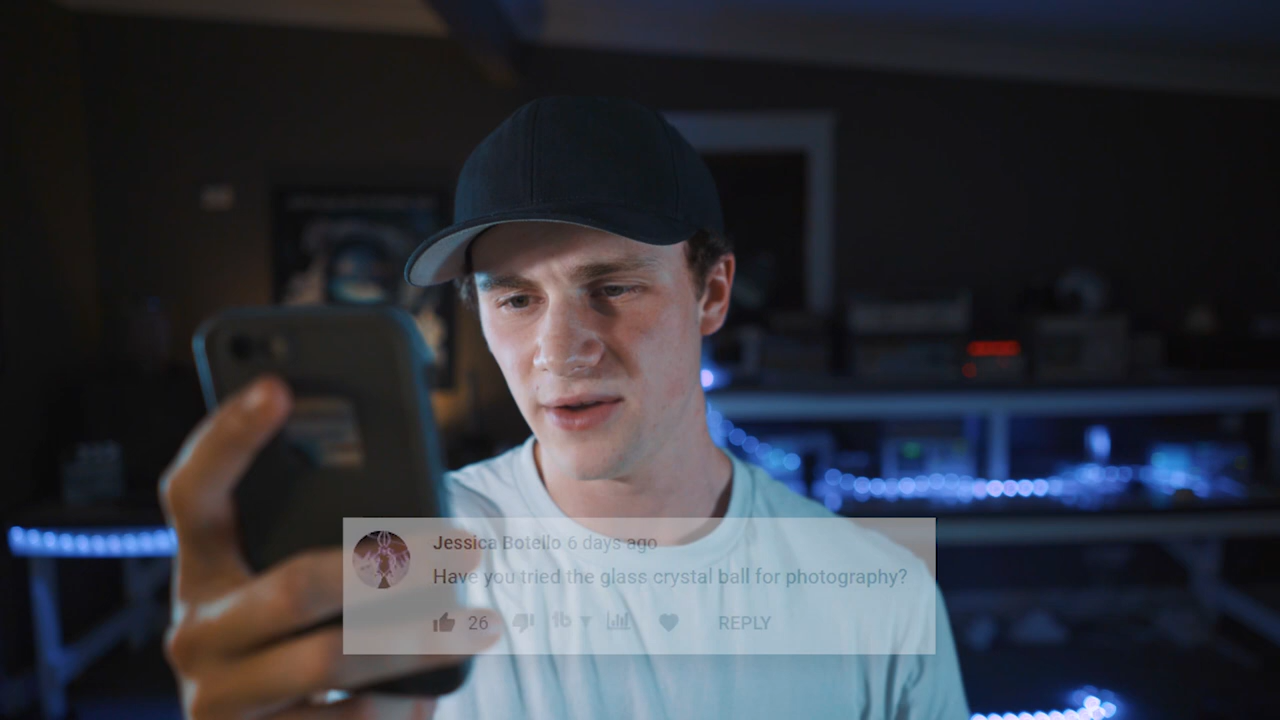 Jessica Botello 6 days ago
Have you tried the glass crystal ball for photography?
26 REPLY